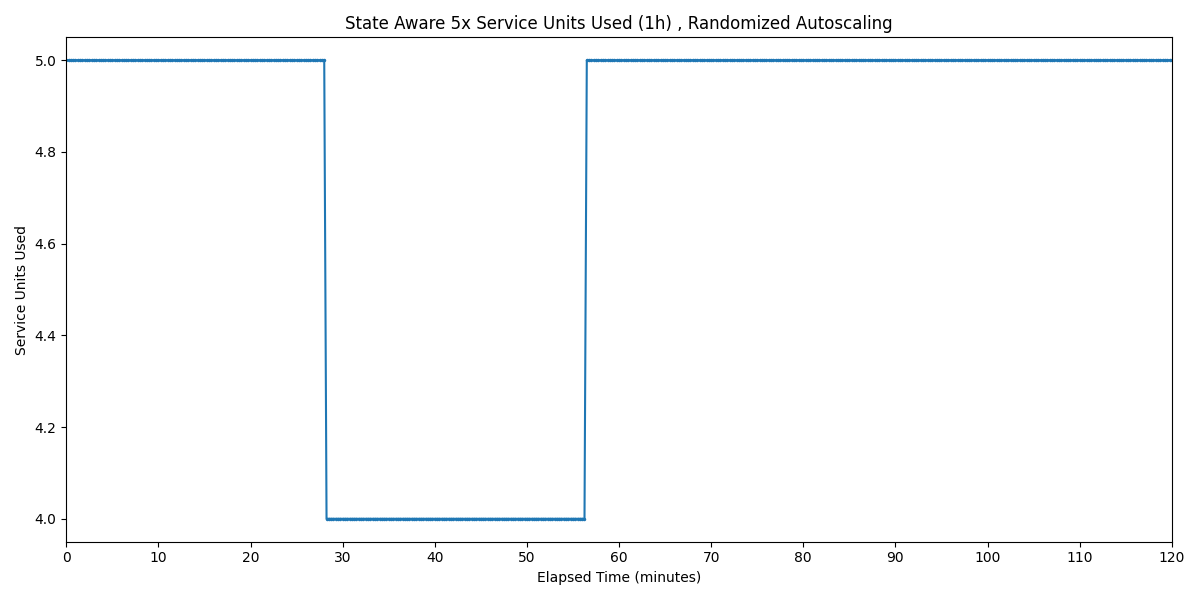 State Aware 5x Service Units Used (1h) , Randomized Autoscaling
Service Units Used
5.0
4.8
4.6
4.4
4.2
4.0
0 10 20 30 40 50 60 70 80 90 100 110 120
Elapsed Time (minutes)